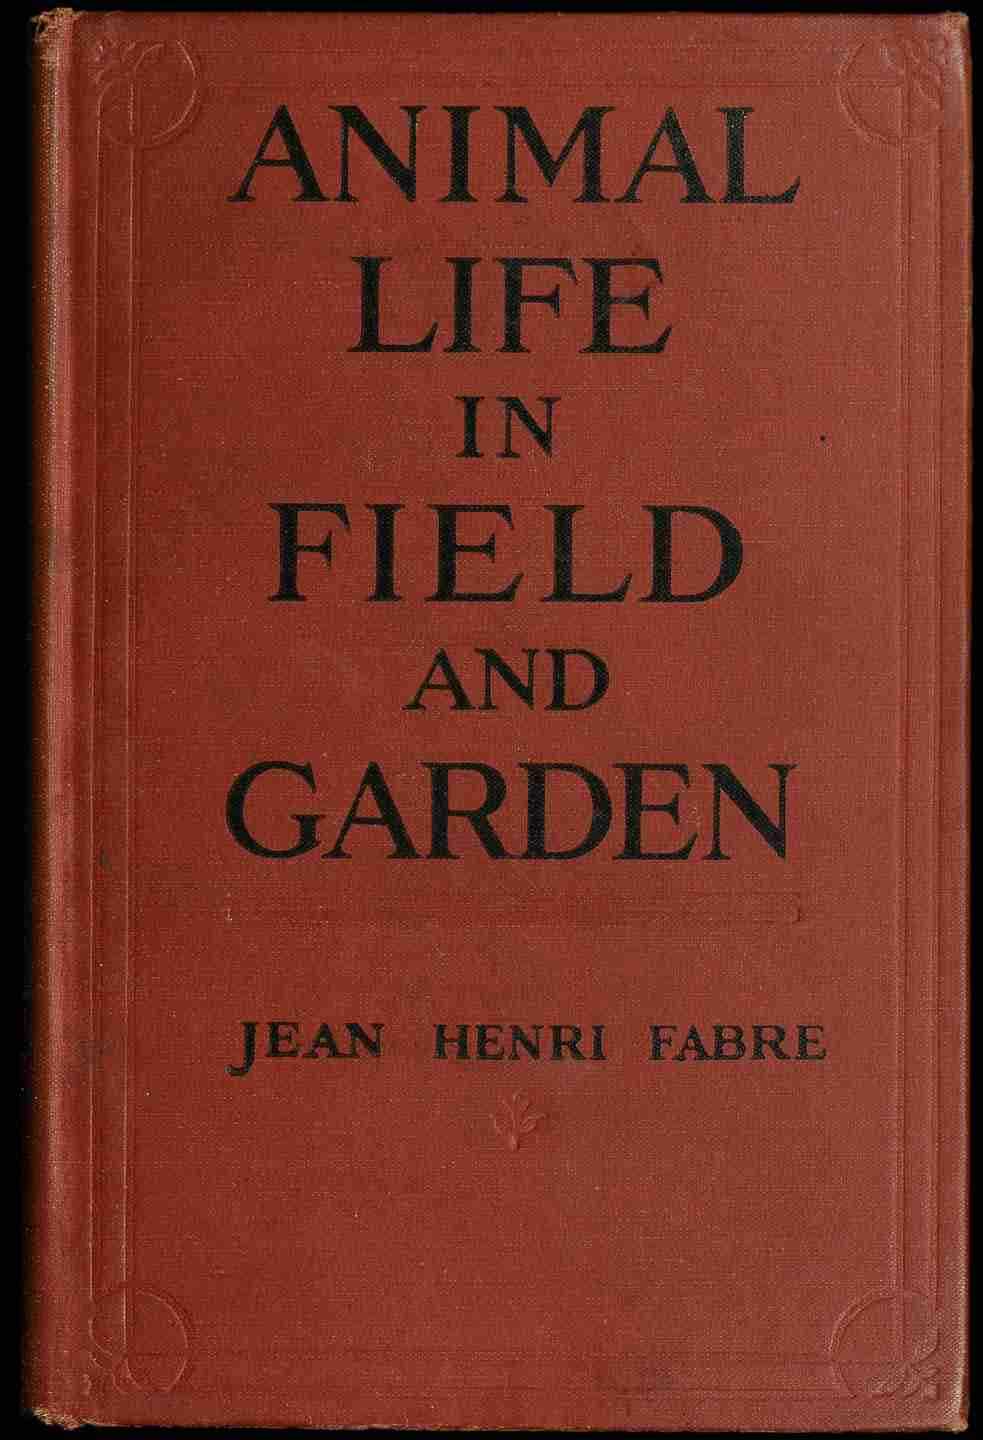 ANIMAL
LIFE
IN
FIELD
AND
GARDEN
JEAN HENRI FABRE